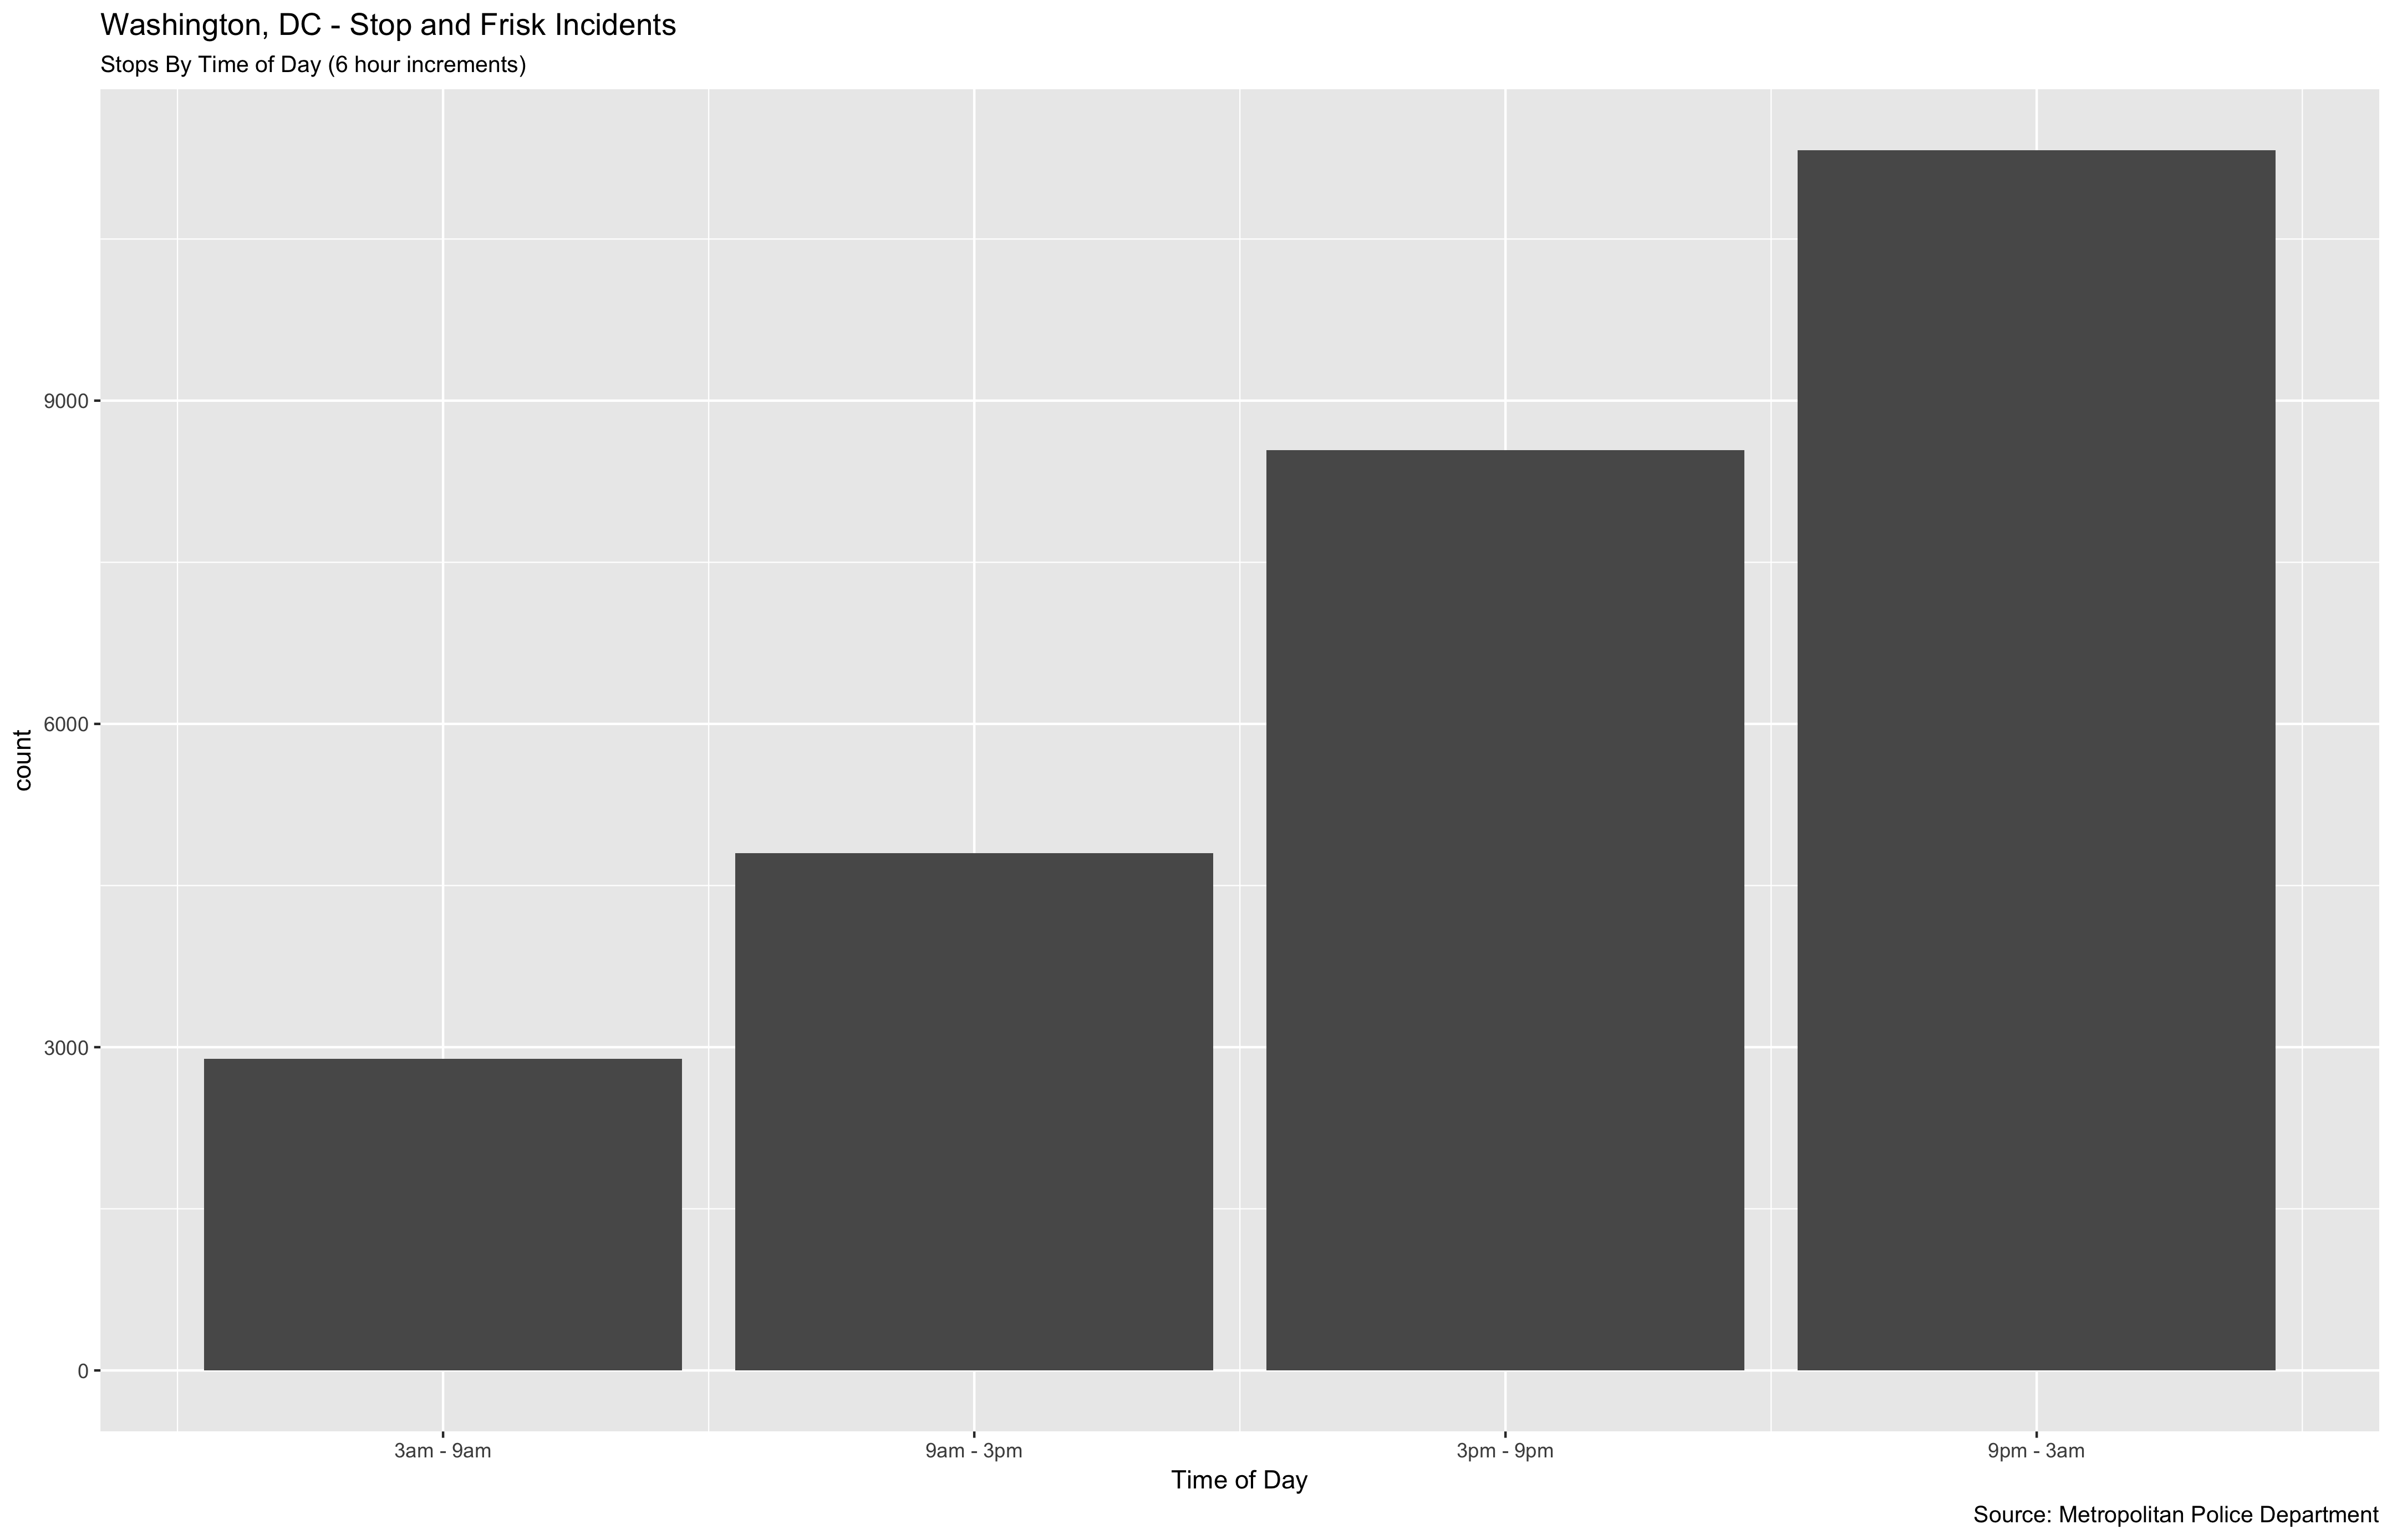 Washington, DC - Stop and Frisk Incidents
Stops By Time of Day (6 hour increments)
9000
6000
3000
0
count
3am - 9am
9am - 3pm
3pm - 9pm
9pm - 3am
Time of Day
Source: Metropolitan Police Department